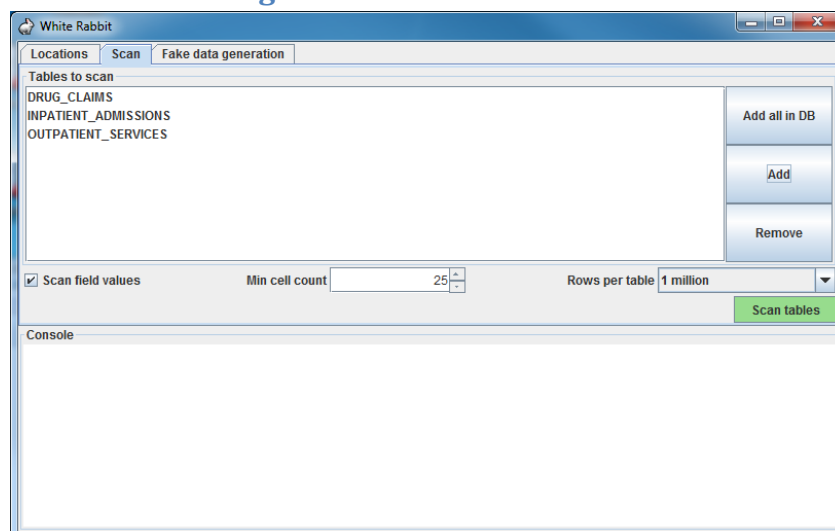 White Rabbit
Locations Scan Fake data generation
Tables to scan
DRUG_CLAIMS
INPATIENT_ADMISSIONS
OUTPATIENT_SERVICES
Add all in DB
Add
Remove
Scan field values Min cell count 25 Rows per table 1 million
Scan tables
Console